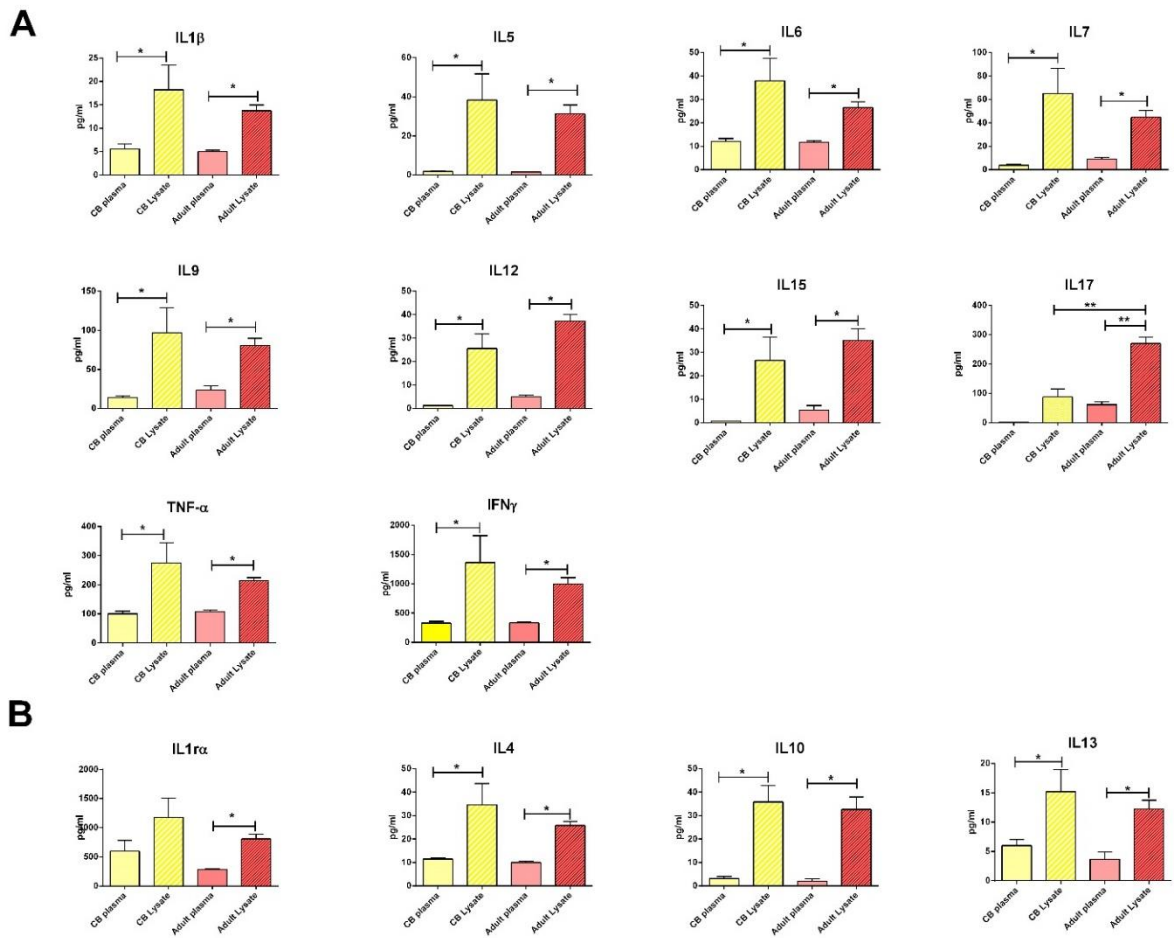 A
IL1β
*
*
pg/ml
25
20
15
10
5
0
CB plasma
CB Lysate
Adult plasma
Adult Lysate
IL5
*
*
pg/ml
60
40
20
0
CB plasma
CB Lysate
Adult plasma
Adult Lysate
IL6
*
*
pg/ml
50
40
30
20
10
0
CB plasma
CB Lysate
Adult plasma
Adult Lysate
IL7
*
*
pg/ml
100
80
60
40
20
0
CB plasma
CB Lysate
Adult plasma
Adult Lysate
IL9
*
*
pg/ml
150
100
50
0
CB plasma
CB Lysate
Adult plasma
Adult Lysate
IL12
*
*
pg/ml
50
40
30
20
10
0
CB plasma
CB Lysate
Adult plasma
Adult Lysate
IL15
*
*
pg/ml
50
40
30
20
10
0
CB plasma
CB Lysate
Adult plasma
Adult Lysate
IL17
**
**
pg/ml
400
300
200
100
0
CB plasma
CB Lysate
Adult plasma
Adult Lysate
TNF-α
*
*
pg/ml
400
300
200
100
0
CB plasma
CB Lysate
Adult plasma
Adult Lysate
IFNγ
*
*
pg/ml
2000
1500
1000
500
0
CB plasma
CB Lysate
Adult plasma
Adult Lysate
B
IL1rα
*
pg/ml
2000
1500
1000
500
0
CB plasma
CB Lysate
Adult plasma
Adult Lysate
IL4
*
*
pg/ml
50
40
30
20
10
0
CB plasma
CB Lysate
Adult plasma
Adult Lysate
IL10
*
*
pg/ml
50
40
30
20
10
0
CB plasma
CB Lysate
Adult plasma
Adult Lysate
IL13
*
*
pg/ml
20
15
10
5
0
CB plasma
CB Lysate
Adult plasma
Adult Lysate